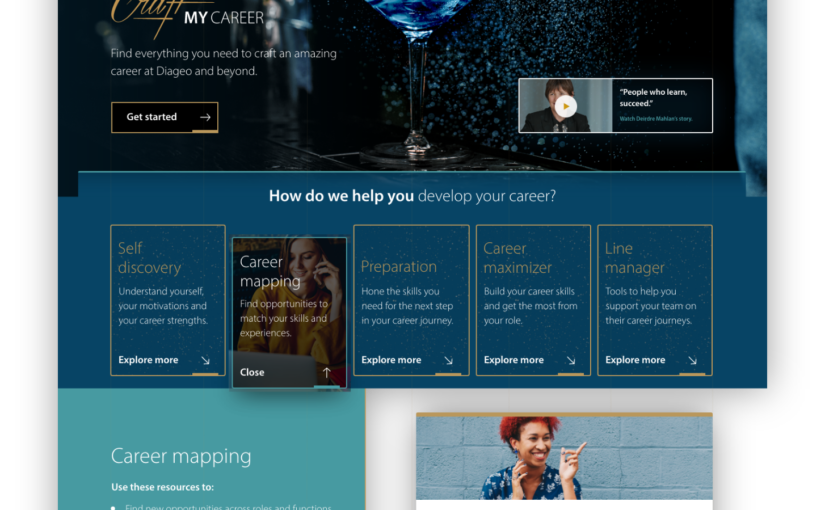 Craft
MY CAREER
Find everything you need to craft an amazing
career at Diageo and beyond.
Get started
“People who learn,
succeed.”
Watch Deirdre Mahlan's story.
How do we help you develop your career?
Self
discovery
Understand yourself,
your motivations and
your career strengths.
Explore more
Career
mapping
Find opportunities to
match your skills and
experiences.
Close
Preparation
Hone the skills you
need for the next step
in your career journey.
Explore more
Career
maximizer
Build your career skills
and get the most from
your role.
Explore more
Line
manager
Tools to help you
support your team on
their career journeys.
Explore more
Career mapping
Use these resources to:
Find new opportunities across roles and functions